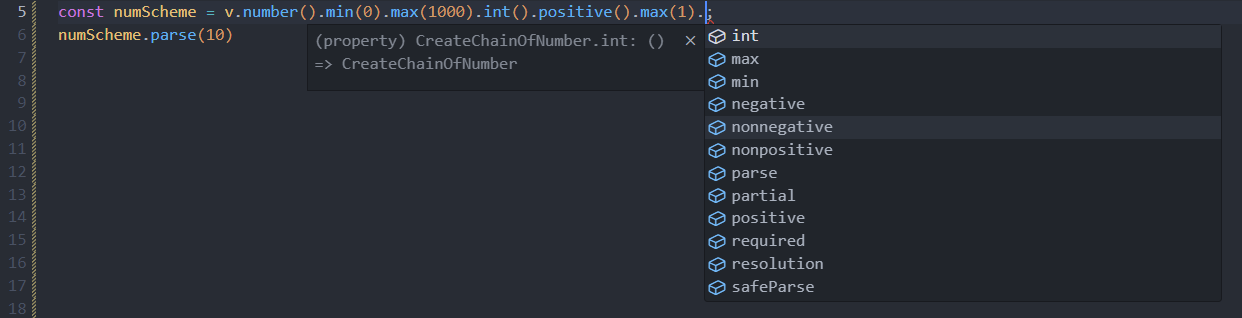 5 const numScheme = v.number().min(0).max(1000).int().positive().max(1).;
6 numScheme.parse(10)
7
8
9
10
11
12
13
14
15
16
17
18
(property) CreateChainOfNumber.int: () ×
=> CreateChainOfNumber
int
max
min
negative
nonnegative
nonpositive
parse
partial
positive
required
resolution
safeParse